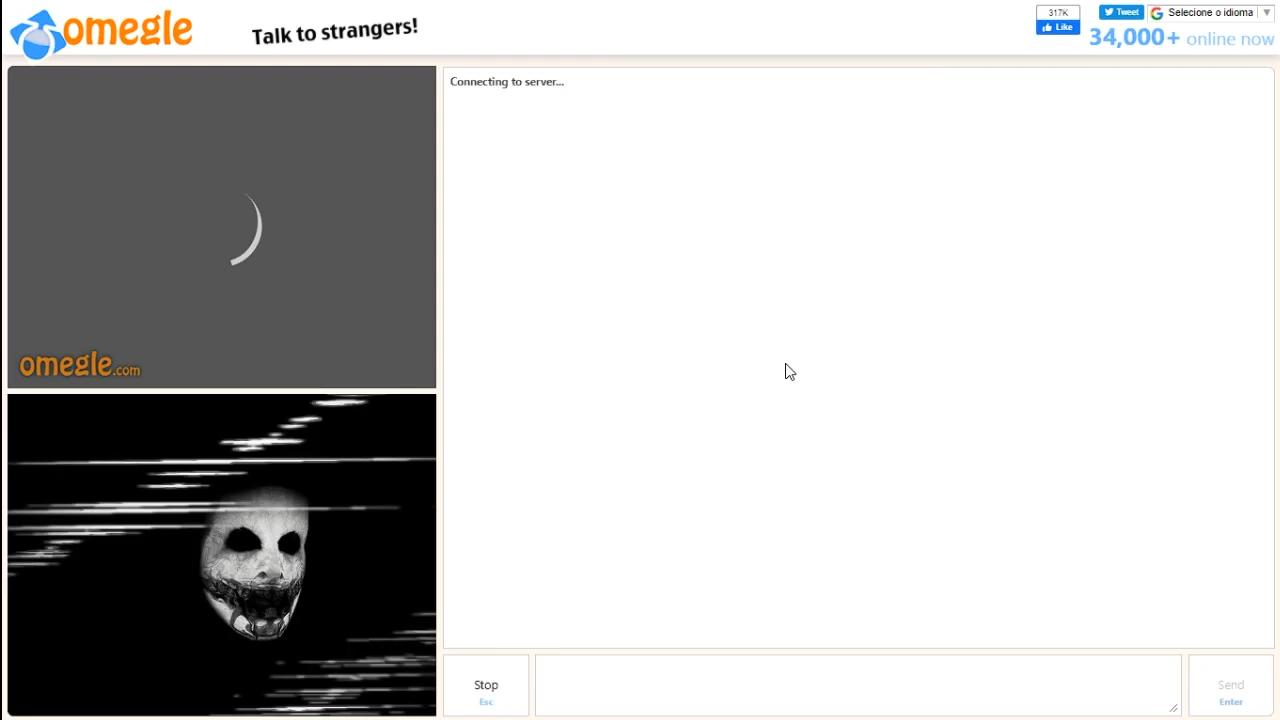 omegle
Talk to strangers!
317K
Like
Tweet
Selecione o idioma
34,000+ online now
Connecting to server...
omegle.com
Stop
Esc
Send
Enter